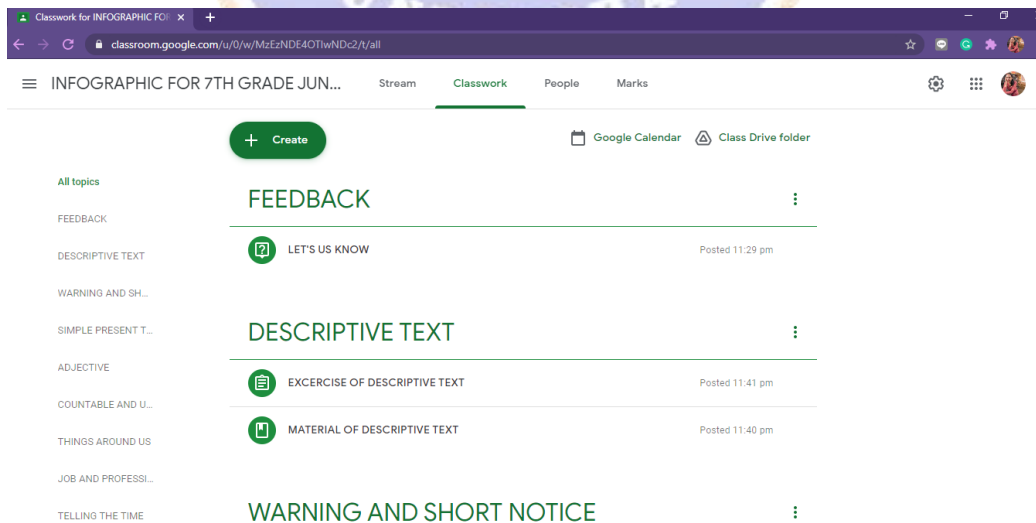 Classwork for INFOGRAPHIC FOR
classroom.google.com/u/0/w/MzEzNDE4OTIwNDc2/t/all
INFOGRAPHIC FOR 7TH GRADE JUN... Stream Classwork People Marks
+ Create Google Calendar Class Drive folder
All topics
FEEDBACK
DESCRIPTIVE TEXT
WARNING AND SH...
SIMPLE PRESENT T...
ADJECTIVE
COUNTABLE AND U...
THINGS AROUND US
JOB AND PROFESSI...
TELLING THE TIME
FEEDBACK
LET'S US KNOW Posted 11:29 pm
DESCRIPTIVE TEXT
EXCERCISE OF DESCRIPTIVE TEXT Posted 11:41 pm
MATERIAL OF DESCRIPTIVE TEXT Posted 11:40 pm
WARNING AND SHORT NOTICE